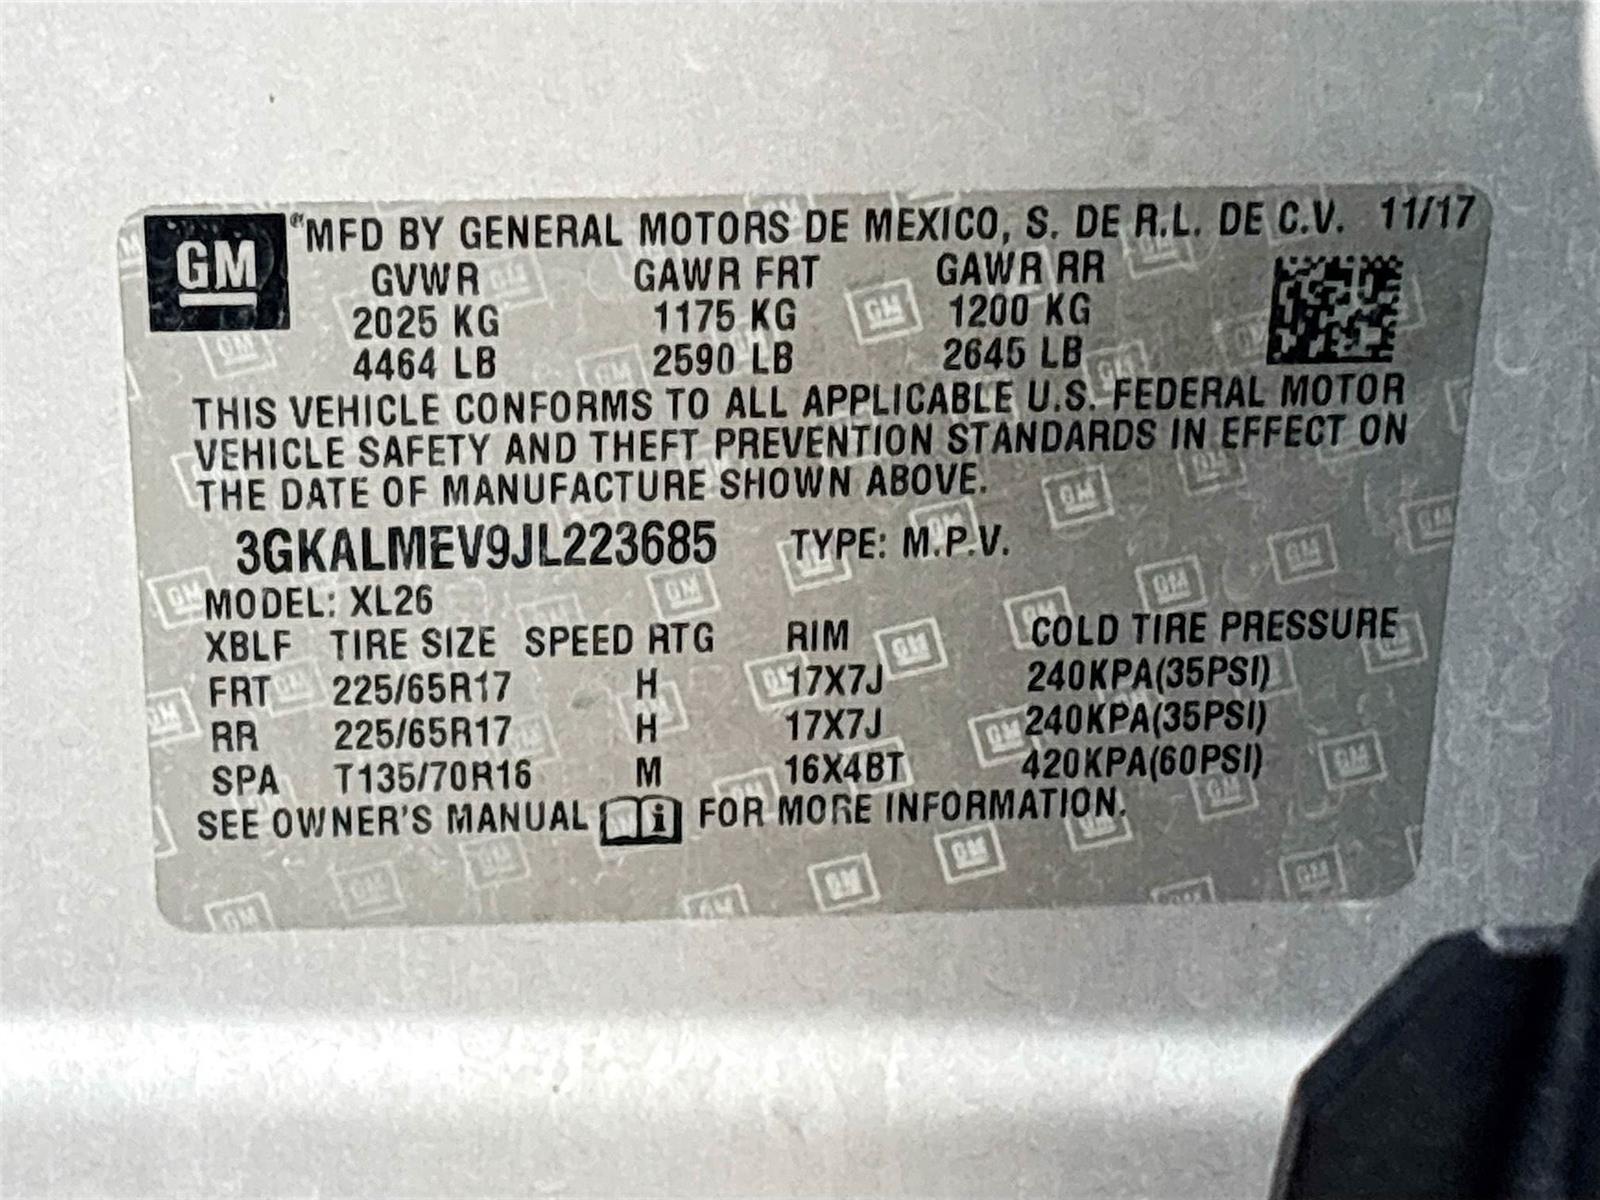 GM "MFD BY GENERAL MOTORS DE MEXICO, S. DE R.L. DE C.V. 11/17
GVWR GAWR FRT GAWR RR
2025 KG 1175 KG 1200 KG
4464 LB 2590 LB 2645 LB
THIS VEHICLE CONFORMS TO ALL APPLICABLE U.S. FEDERAL MOTOR
VEHICLE SAFETY AND THEFT PREVENTION STANDARDS IN EFFECT ON
THE DATE OF MANUFACTURE SHOWN ABOVE.
3GKALMEV9JL223685 TYPE: M.P.V.
MODEL: XL26
XBLF TIRE SIZE SPEED RTG RIM COLD TIRE PRESSURE
FRT 225/65R17 H 17X7J 240KPA(35PSI)
RR 225/65R17 H 17X7J 240KPA(35PSI)
SPA T135/70R16 M 16X4BT 420KPA(60PSI)
SEE OWNER'S MANUAL i FOR MORE INFORMATION.